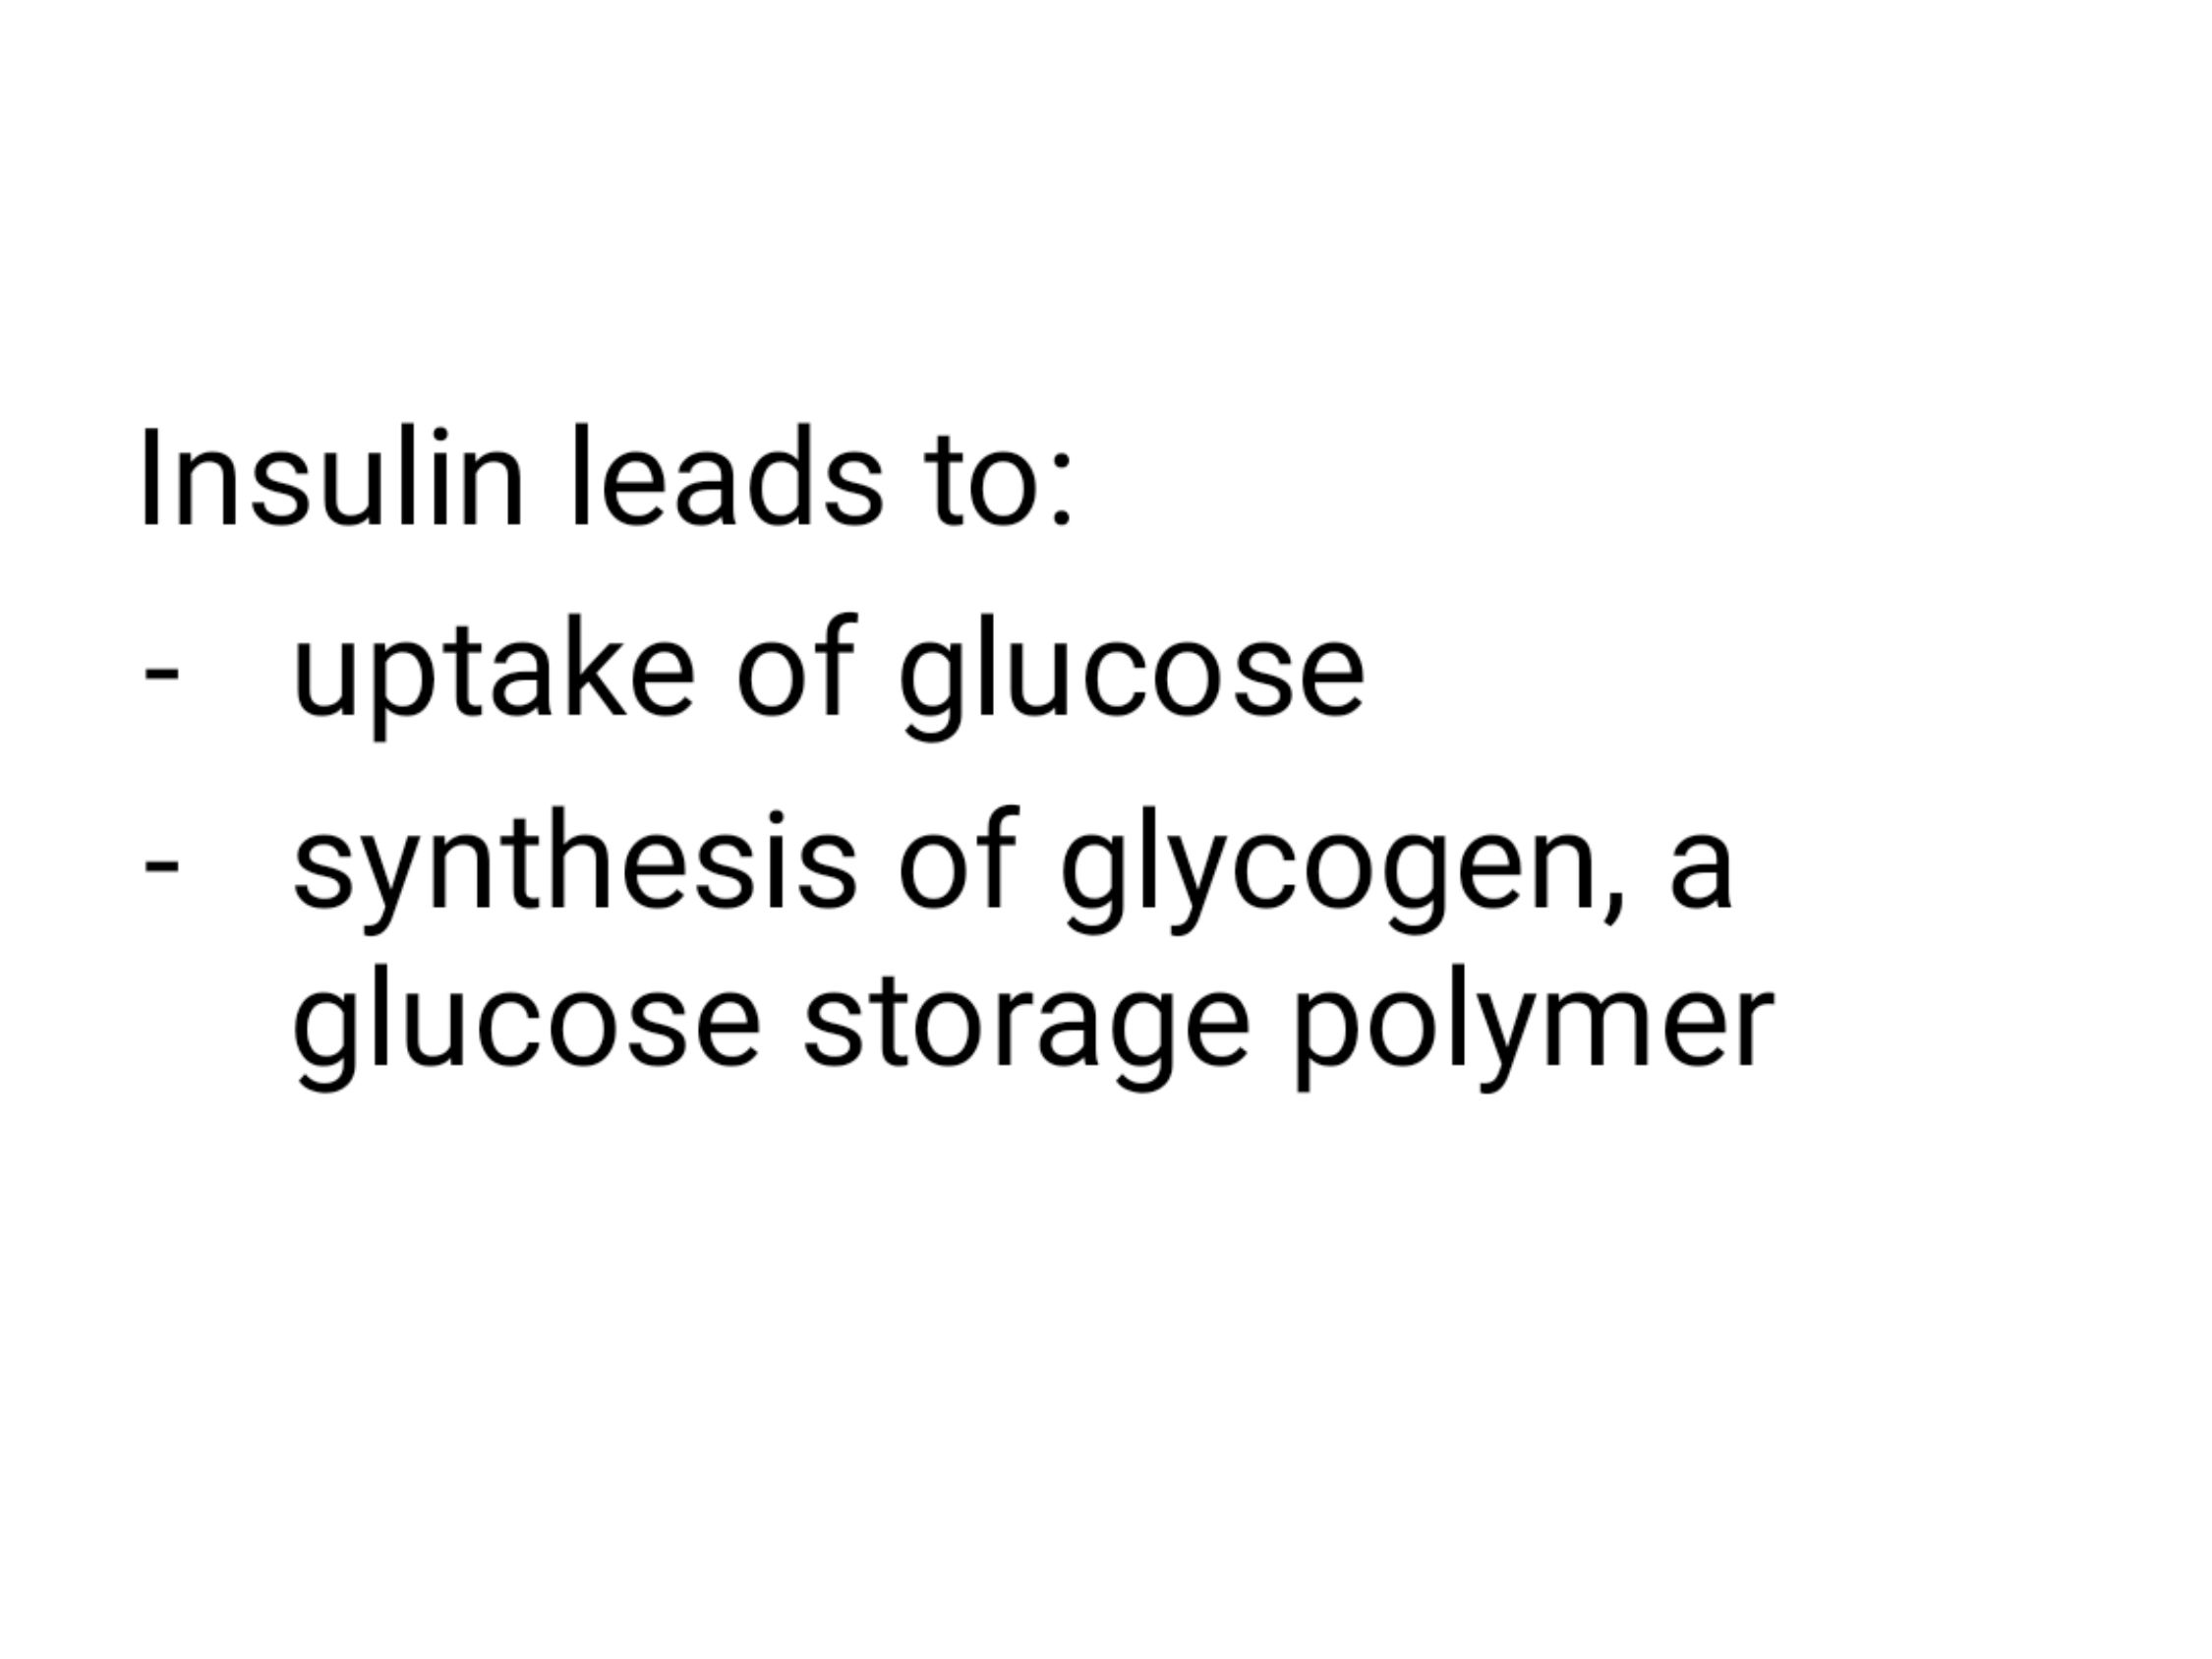 Insulin leads to:
- uptake of glucose
- synthesis of glycogen, a
glucose storage polymer